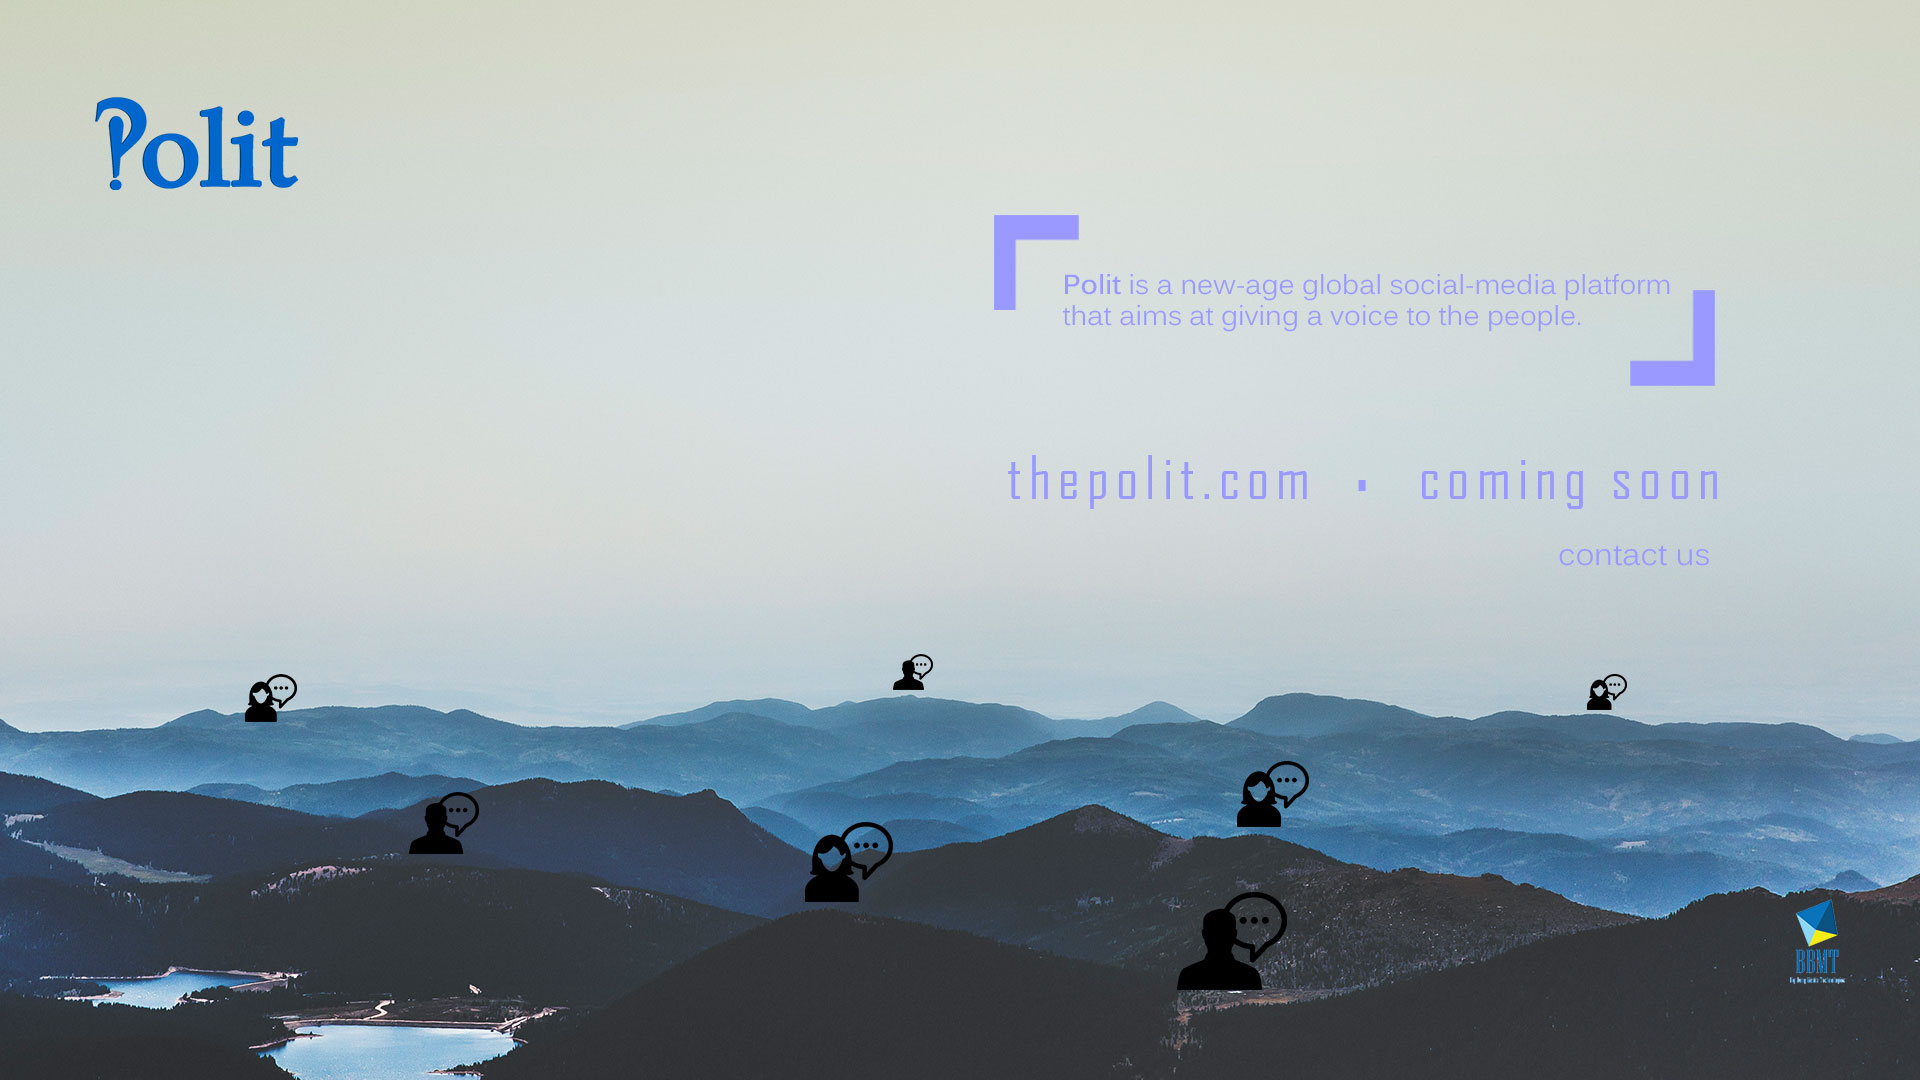 Polit
Polit is a new-age global social-media platform
that aims at giving a voice to the people.
thepolit.com · coming soon
contact us
BBMT